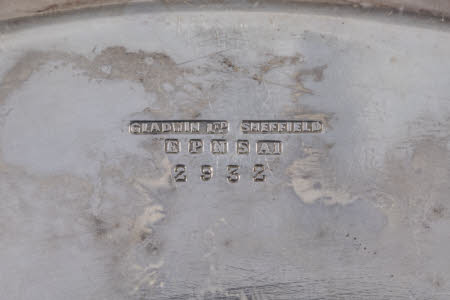 GLADWIN LTD SHEFFIELD
E P N S A1
2932